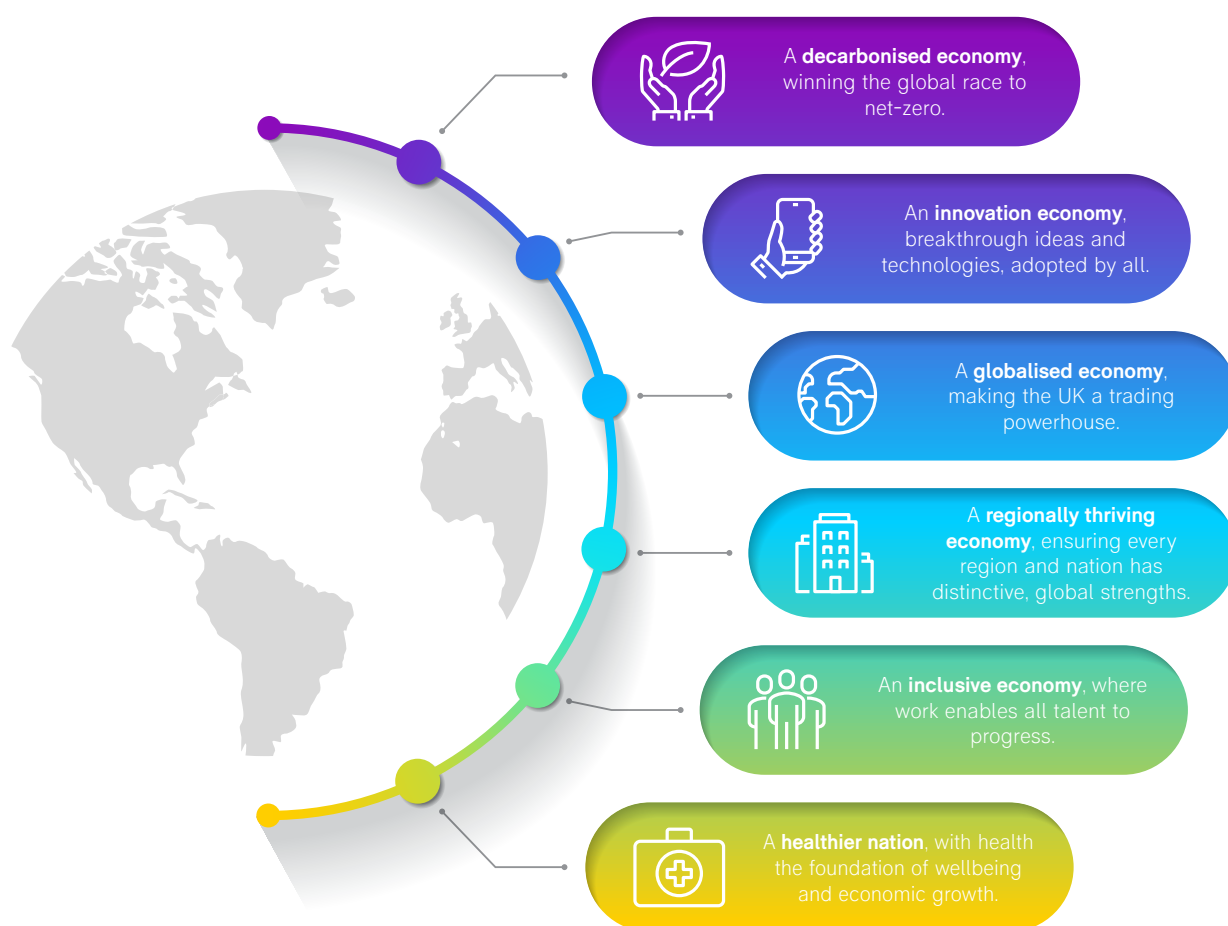 A decarbonised economy,
winning the global race to
net-zero.
An innovation economy,
breakthrough ideas and
technologies, adopted by all.
A globalised economy,
making the UK a trading
powerhouse.
A regionally thriving
economy, ensuring every
region and nation has
distinctive, global strengths.
An inclusive economy, where
work enables all talent to
progress.
A healthier nation, with health
the foundation of wellbeing
and economic growth.